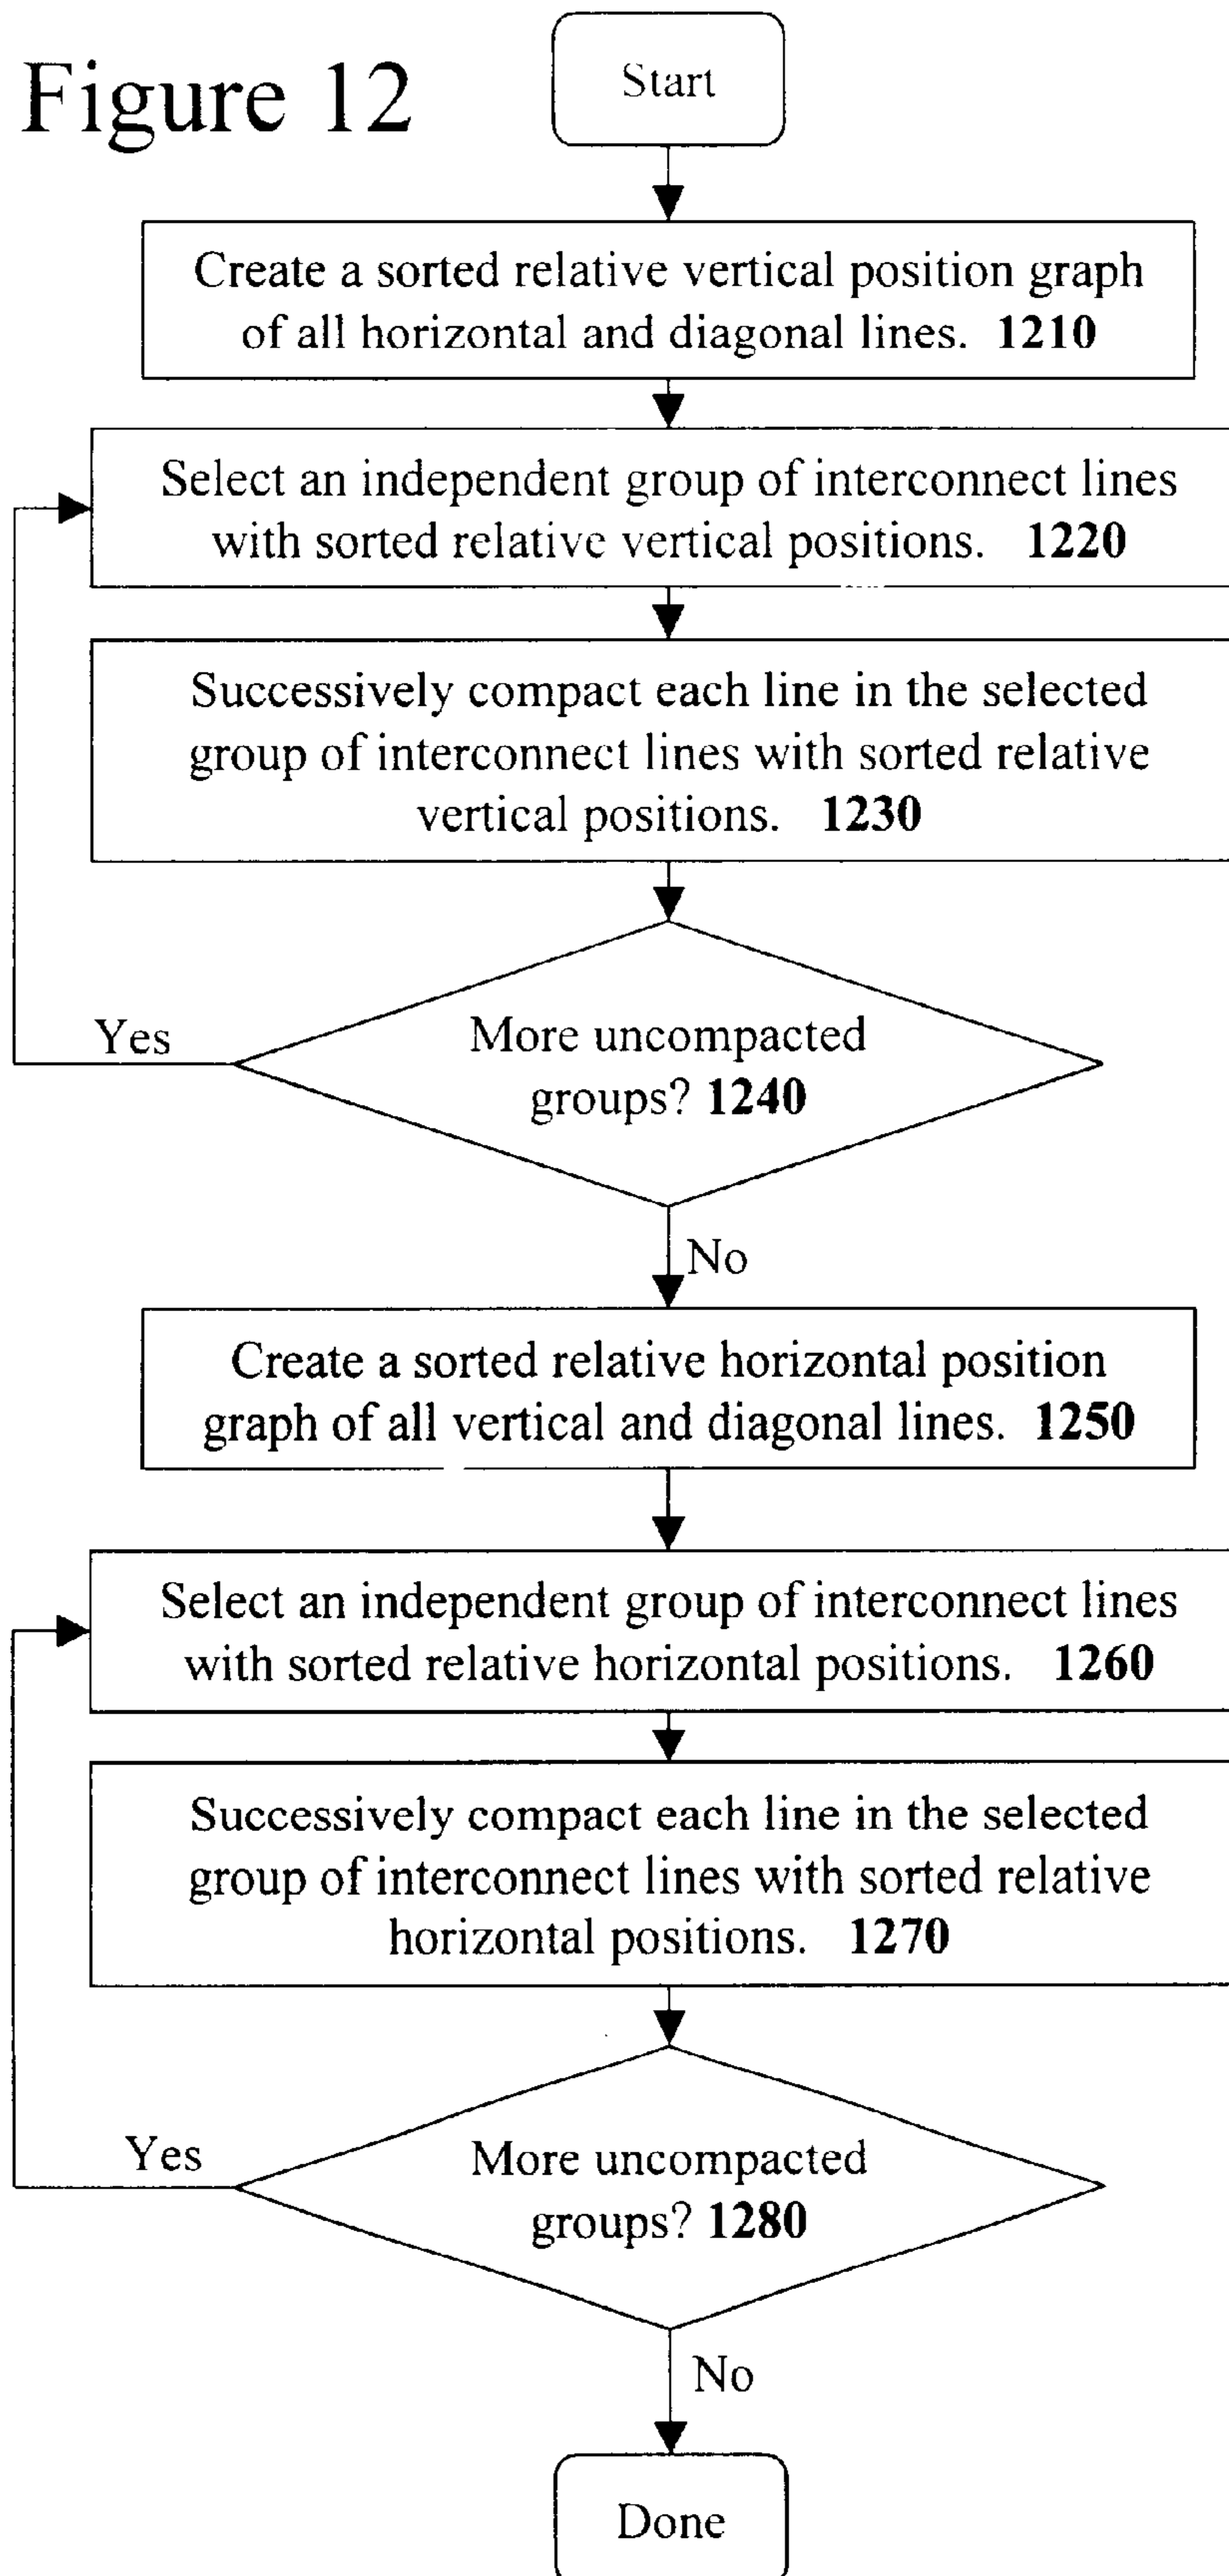 Figure 12
Start
Create a sorted relative vertical position graph
of all horizontal and diagonal lines. 1210
Select an independent group of interconnect lines
with sorted relative vertical positions. 1220
Successively compact each line in the selected
group of interconnect lines with sorted relative
vertical positions. 1230
Yes
More uncompacted
groups? 1240
No
Create a sorted relative horizontal position
graph of all vertical and diagonal lines. 1250
Select an independent group of interconnect lines
with sorted relative horizontal positions. 1260
Successively compact each line in the selected
group of interconnect lines with sorted relative
horizontal positions. 1270
Yes
More uncompacted
groups? 1280
No
Done